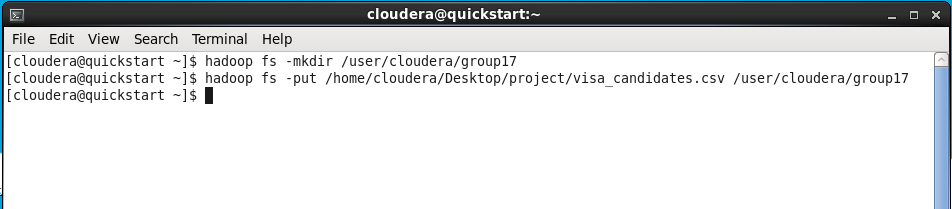 cloudera@quickstart:~
File Edit View Search Terminal Help
[cloudera@quickstart ~]$ hadoop fs -mkdir /user/cloudera/group17
[cloudera@quickstart ~]$ hadoop fs -put /home/cloudera/Desktop/project/visa_candidates.csv /user/cloudera/group17
[cloudera@quickstart ~]$